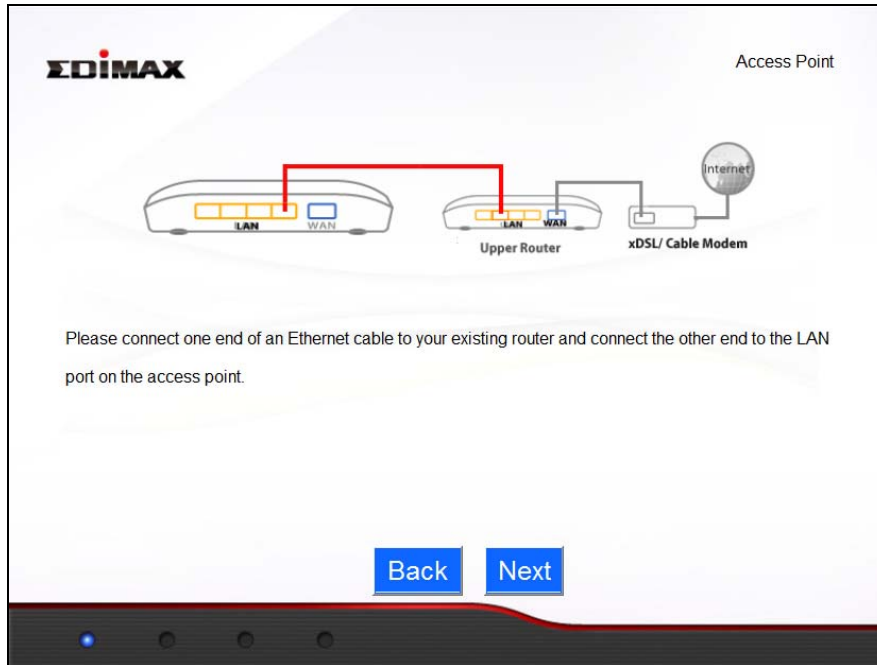 EDIMAX
Access Point
Internet
LAN
WAN
LAN
WAN
Upper Router
xDSL/ Cable Modem
Please connect one end of an Ethernet cable to your existing router and connect the other end to the LAN
port on the access point.
Back
Next